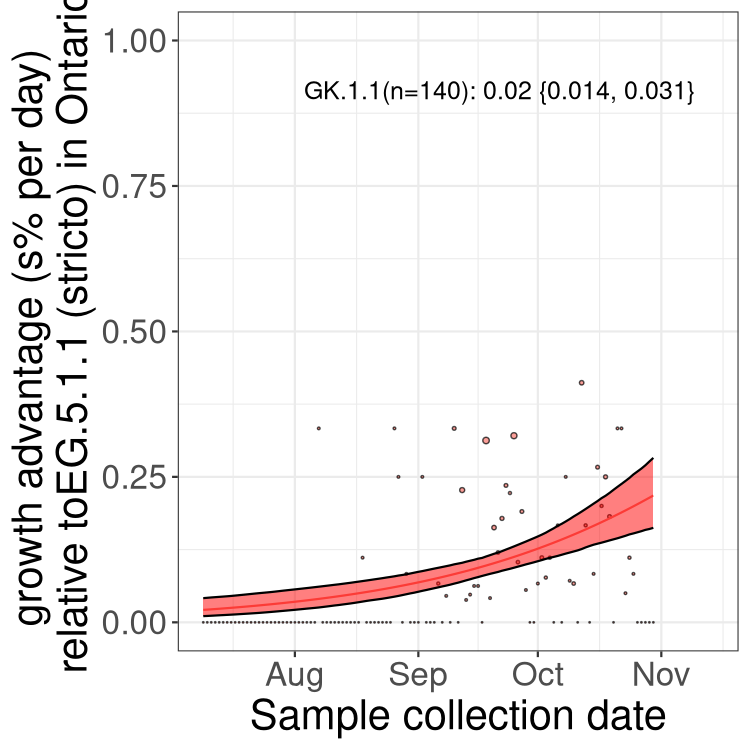 growth advantage (s% per day)
relative toEG.5.1.1 (stricto) in Ontario
1.00
0.75
0.50
0.25
0.00
GK.1.1(n=140): 0.02 {0.014, 0.031}
Aug Sep Oct Nov
Sample collection date